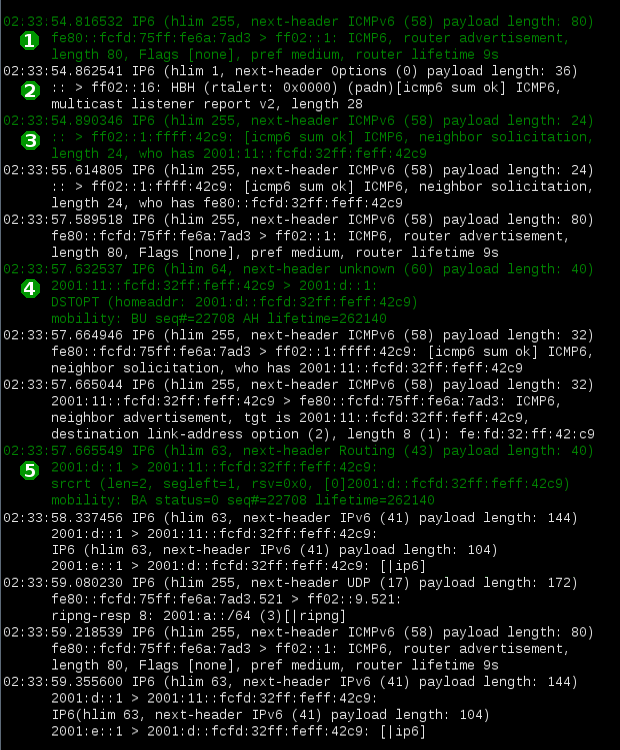 02:33:54.816532 IP6 (hlim 255, next-header ICMPv6 (58) payload length: 80)
1 fe80::fcfd:75ff:fe6a:7ad3 > ff02::1: ICMP6, router advertisement,
length 80, Flags [none], pref medium, router lifetime 9s
02:33:54.862541 IP6 (hlim 1, next-header Options (0) payload length: 36)
2 :: > ff02::16: HBH (rtalert: 0x0000) (padn)[icmp6 sum ok] ICMP6,
multicast listener report v2, length 28
02:33:54.890346 IP6 (hlim 255, next-header ICMPv6 (58) payload length: 24)
3 :: > ff02::1:ffff:42c9: [icmp6 sum ok] ICMP6, neighbor solicitation,
length 24, who has 2001:11::fcfd:32ff:feff:42c9
02:33:55.614805 IP6 (hlim 255, next-header ICMPv6 (58) payload length: 24)
:: > ff02::1:ffff:42c9: [icmp6 sum ok] ICMP6, neighbor solicitation,
length 24, who has fe80::fcfd:32ff:feff:42c9
02:33:57.589518 IP6 (hlim 255, next-header ICMPv6 (58) payload length: 80)
fe80::fcfd:75ff:fe6a:7ad3 > ff02::1: ICMP6, router advertisement,
length 80, Flags [none], pref medium, router lifetime 9s
02:33:57.632537 IP6 (hlim 64, next-header unknown (60) payload length: 40)
4 2001:11::fcfd:32ff:feff:42c9 > 2001:d::1:
DSTOPT (homeaddr: 2001:d::fcfd:32ff:feff:42c9)
mobility: BU seq#=22708 AH lifetime=262140
02:33:57.664946 IP6 (hlim 255, next-header ICMPv6 (58) payload length: 32)
fe80::fcfd:75ff:fe6a:7ad3 > ff02::1:ffff:42c9: [icmp6 sum ok] ICMP6,
neighbor solicitation, who has 2001:11::fcfd:32ff:feff:42c9
02:33:57.665044 IP6 (hlim 255, next-header ICMPv6 (58) payload length: 32)
2001:11::fcfd:32ff:feff:42c9 > fe80::fcfd:75ff:fe6a:7ad3: ICMP6,
neighbor advertisement, tgt is 2001:11::fcfd:32ff:feff:42c9,
destination link-address option (2), length 8 (1): fe:fd:32:ff:42:c9
02:33:57.665549 IP6 (hlim 63, next-header Routing (43) payload length: 40)
5 2001:d::1 > 2001:11::fcfd:32ff:feff:42c9:
srcrt (len=2, segleft=1, rsv=0x0, [0]2001:d::fcfd:32ff:feff:42c9)
mobility: BA status=0 seq#=22708 lifetime=262140
02:33:58.337456 IP6 (hlim 63, next-header IPv6 (41) payload length: 144)
2001:d::1 > 2001:11::fcfd:32ff:feff:42c9:
IP6 (hlim 63, next-header IPv6 (41) payload length: 104)
2001:e::1 > 2001:d::fcfd:32ff:feff:42c9: [|ip6]
02:33:59.080230 IP6 (hlim 255, next-header UDP (17) payload length: 172)
fe80::fcfd:75ff:fe6a:7ad3.521 > ff02::9.521:
ripng-resp 8: 2001:a::/64 (3)[|ripng]
02:33:59.218539 IP6 (hlim 255, next-header ICMPv6 (58) payload length: 80)
fe80::fcfd:75ff:fe6a:7ad3 > ff02::1: ICMP6, router advertisement,
length 80, Flags [none], pref medium, router lifetime 9s
02:33:59.355600 IP6 (hlim 63, next-header IPv6 (41) payload length: 144)
2001:d::1 > 2001:11::fcfd:32ff:feff:42c9:
IP6(hlim 63, next-header IPv6 (41) payload length: 104)
2001:e::1 > 2001:d::fcfd:32ff:feff:42c9: [|ip6]